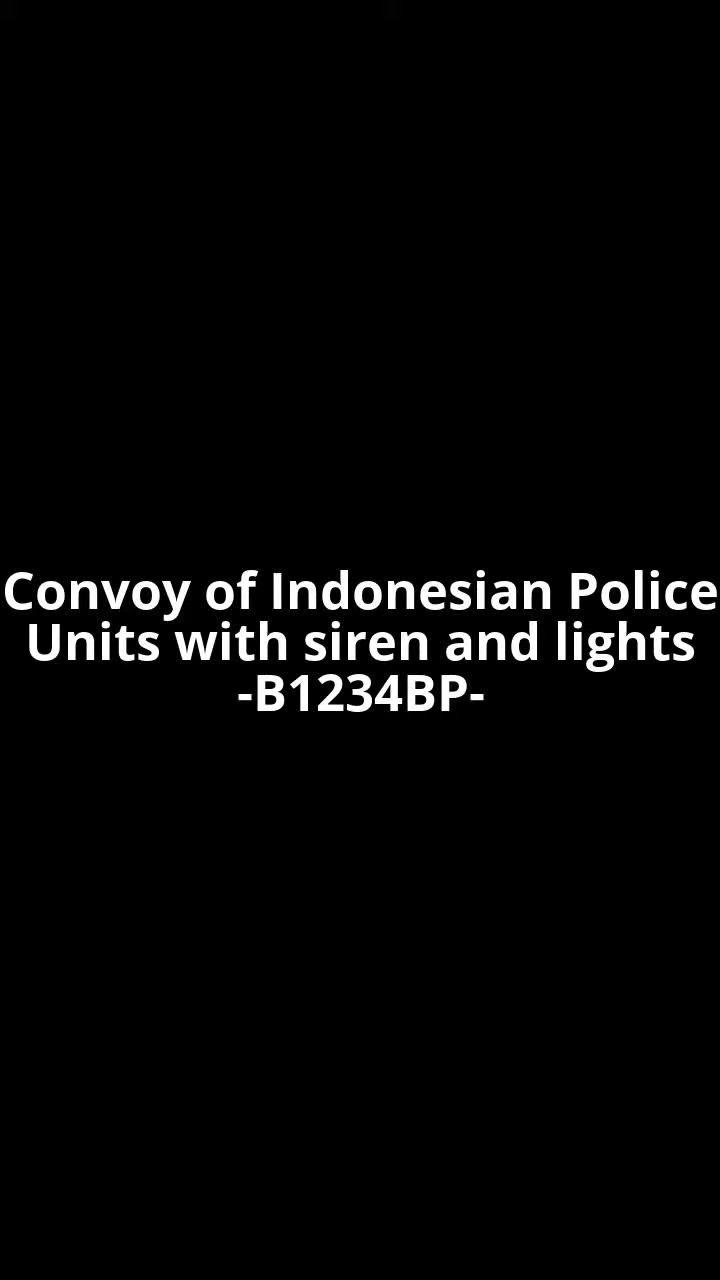 Convoy of Indonesian Police
Units with siren and lights
-B1234BP-